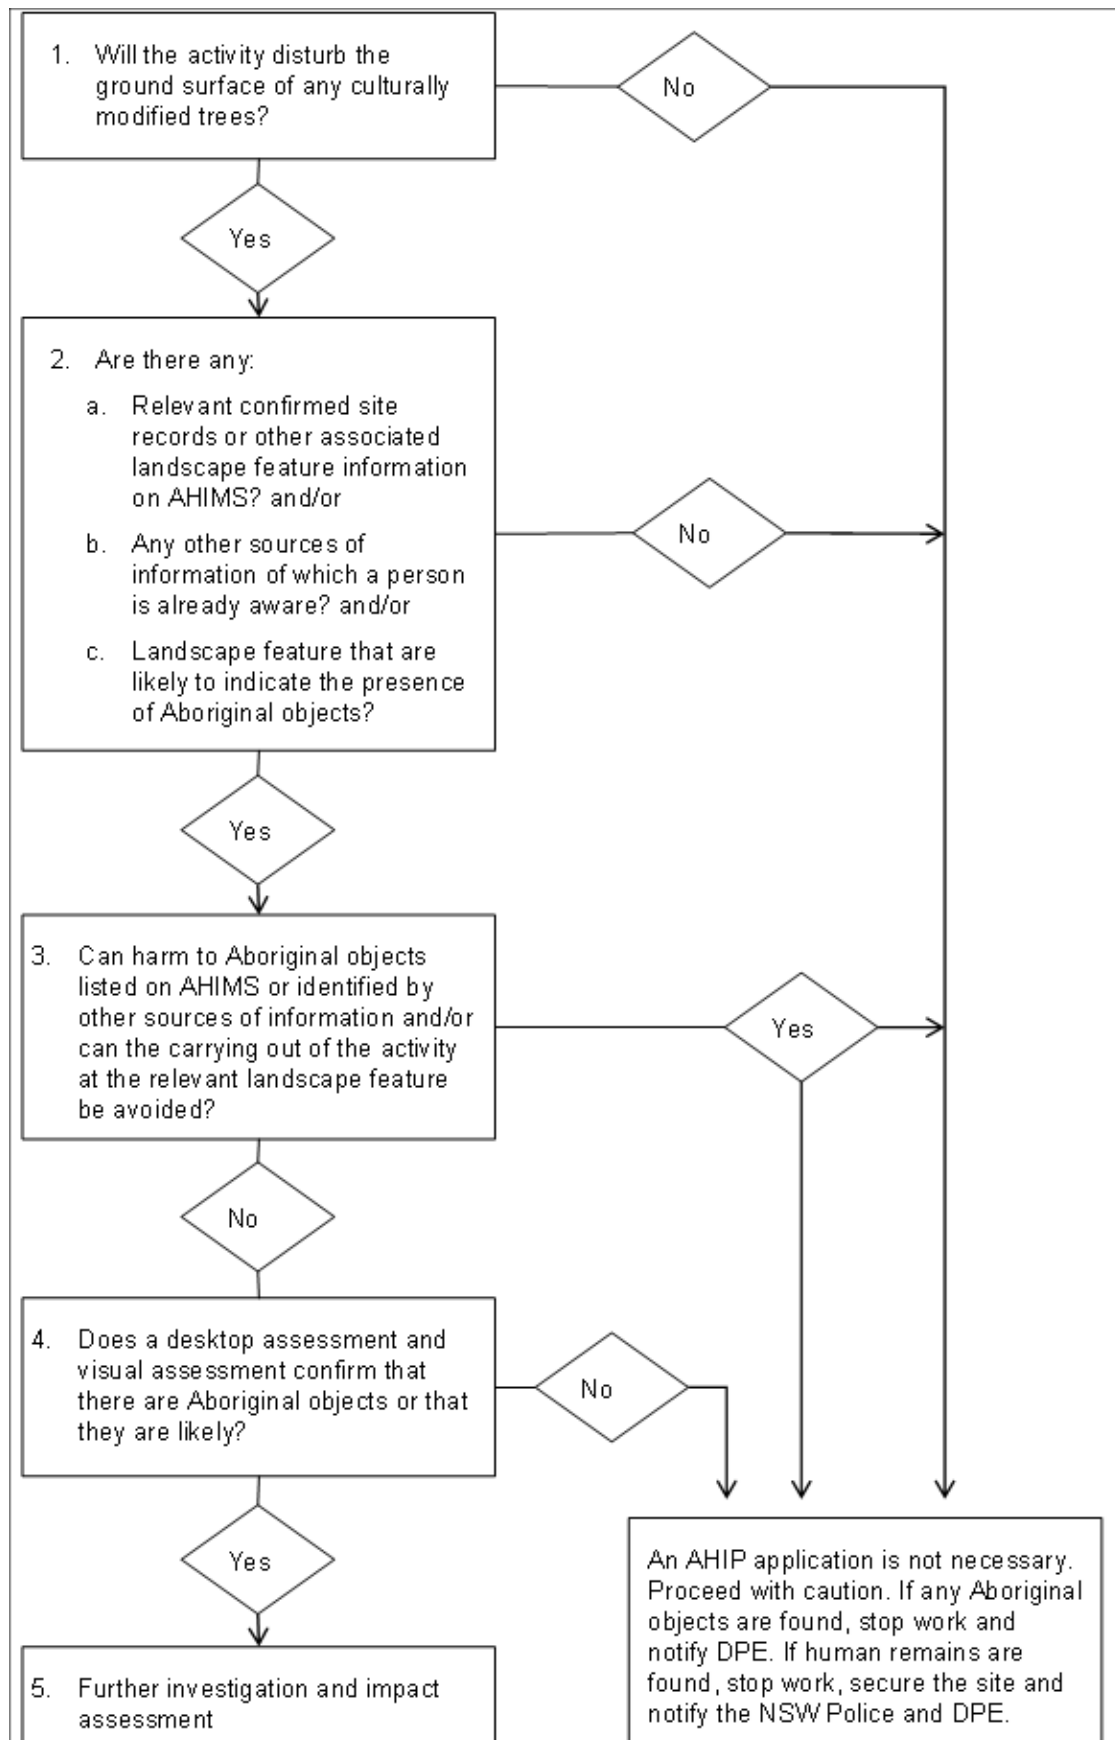 1. Will the activity disturb the
ground surface of any culturally
modified trees?
No
Yes
2. Are there any:
a. Relevant confirmed site
records or other associated
landscape feature information
on AHIMS? and/or
b. Any other sources of
information of which a person
is already aware? and/or
c. Landscape feature that are
likely to indicate the presence
of Aboriginal objects?
No
Yes
3. Can harm to Aboriginal objects
listed on AHIMS or identified by
other sources of information and/or
can the carrying out of the activity
at the relevant landscape feature
be avoided?
Yes
No
4. Does a desktop assessment and
visual assessment confirm that
there are Aboriginal objects or that
they are likely?
No
Yes
5. Further investigation and impact
assessment
An AHIP application is not necessary.
Proceed with caution. If any Aboriginal
objects are found, stop work and
notify DPE. If human remains are
found, stop work, secure the site and
notify the NSW Police and DPE.